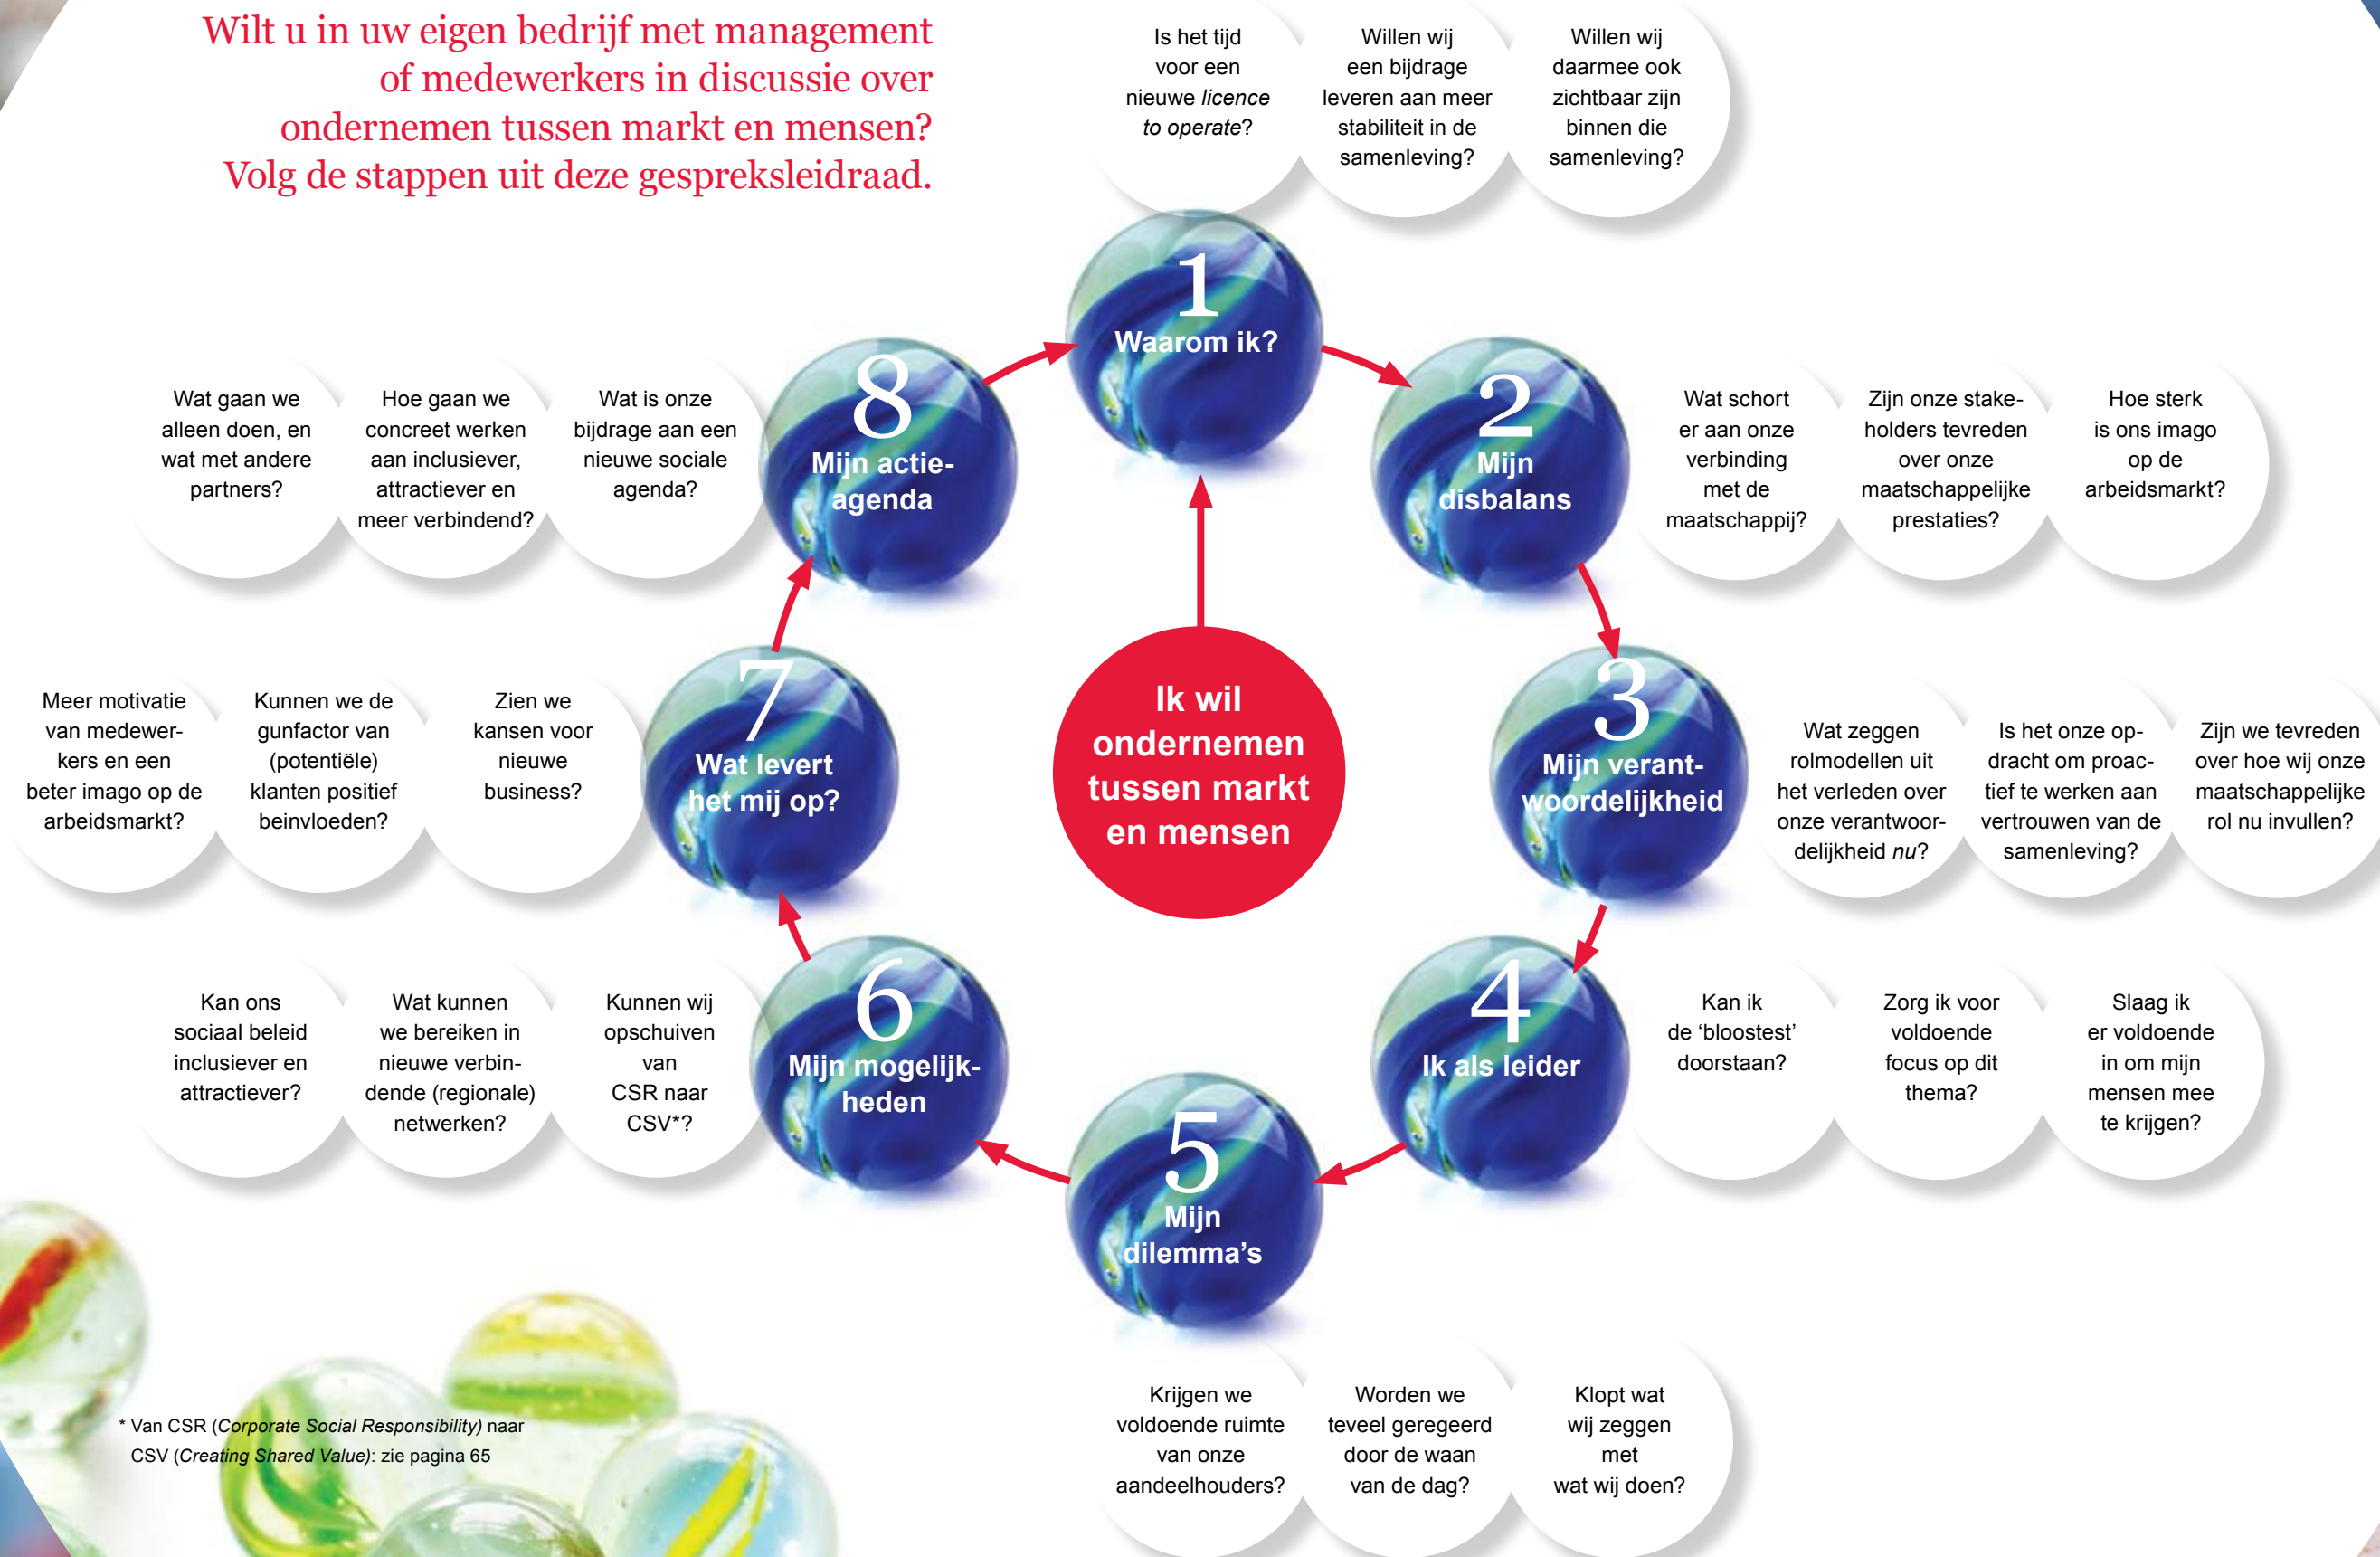 Wilt u in uw eigen bedrijf met management
of medewerkers in discussie over
ondernemen tussen markt en mensen?
Volg de stappen uit deze gespreksleidraad.
Is het tijd
voor een
nieuwe licence
to operate?
Willen wij
een bijdrage
leveren aan meer
stabiliteit in de
samenleving?
Willen wij
daarmee ook
zichtbaar zijn
binnen die
samenleving?
1
Waarom ik?
2
Mijn
disbalans
Wat schort
er aan onze
verbinding
met de
maatschappij?
Zijn onze stake-
holders tevreden
over onze
maatschappelijke
prestaties?
Hoe sterk
is ons imago
op de
arbeidsmarkt?
3
Mijn verant-
woordelijkheid
Wat zeggen
rolmodellen uit
het verleden over
onze verantwoor-
delijkheid nu?
Is het onze op-
dracht om proac-
tief te werken aan
vertrouwen van de
samenleving?
Zijn we tevreden
over hoe wij onze
maatschappelijke
rol nu invullen?
4
Ik als leider
Kan ik
de ‘bloostest’
doorstaan?
Zorg ik voor
voldoende
focus op dit
thema?
Slaag ik
er voldoende
in om mijn
mensen mee
te krijgen?
5
Mijn
dilemma’s
Krijgen we
voldoende ruimte
van onze
aandeelhouders?
Worden we
teveel geregeerd
door de waan
van de dag?
Klopt wat
wij zeggen
met
wat wij doen?
6
Mijn mogelijk-
heden
Kan ons
sociaal beleid
inclusiever en
attractiever?
Wat kunnen
we bereiken in
nieuwe verbin-
dende (regionale)
netwerken?
Kunnen wij
opschuiven
van
CSR naar
CSV*?
7
Wat levert
het mij op?
Meer motivatie
van medewer-
kers en een
beter imago op de
arbeidsmarkt?
Kunnen we de
gunfactor van
(potentiële)
klanten positief
beinvloeden?
Zien we
kansen voor
nieuwe
business?
8
Mijn actie-
agenda
Wat gaan we
alleen doen, en
wat met andere
partners?
Hoe gaan we
concreet werken
aan inclusiever,
attractiever en
meer verbindend?
Wat is onze
bijdrage aan een
nieuwe sociale
agenda?
Ik wil
ondernemen
tussen markt
en mensen
* Van CSR (Corporate Social Responsibility) naar
CSV (Creating Shared Value): zie pagina 65